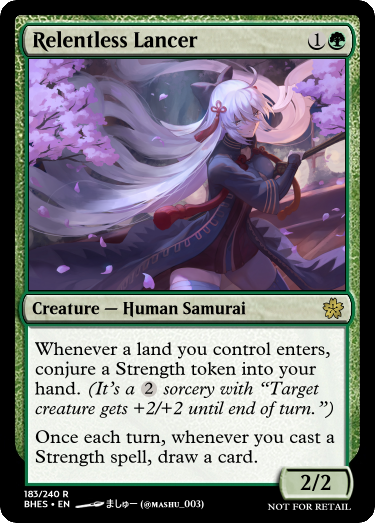 Relentless Lancer 1
Creature — Human Samurai
Whenever a land you control enters,
conjure a Strength token into your
hand. (It's a 2 sorcery with “Target
creature gets +2/+2 until end of turn.”)
Once each turn, whenever you cast a
Strength spell, draw a card.
2/2
183/240 R
BHES • EN ましゅー (@MASHU_003)
NOT FOR RETAIL